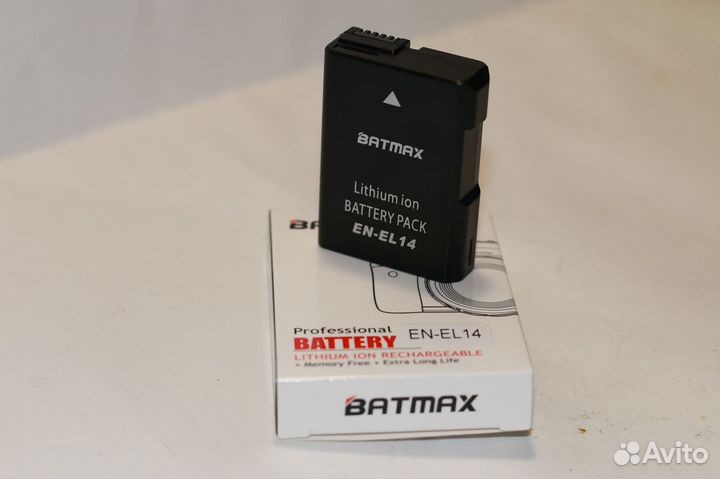 BATMAX
Lithium ion
BATTERY PACK
EN-EL14
Professional
BATTERY EN-EL14
LITHIUM ION RECHARGEABLE
• Memory Free • Extra Long Life
BATMAX
Avito